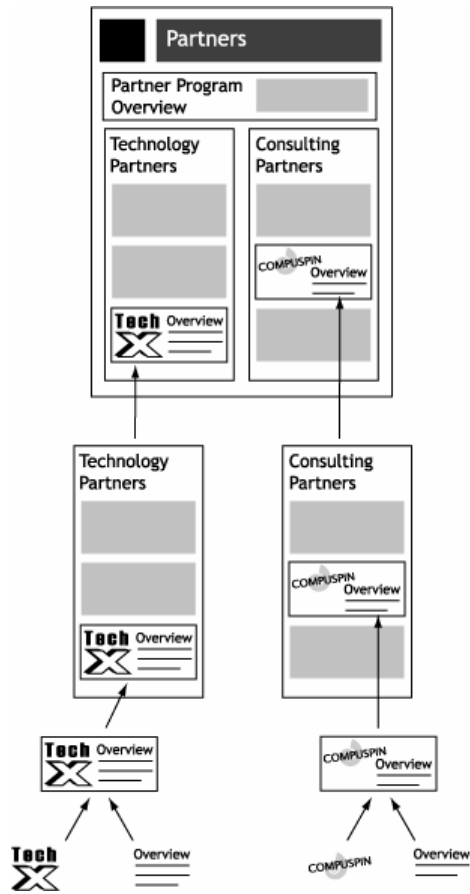 Partners
Partner Program
Overview
Technology
Partners
Consulting
Partners
COMPUSPIN
Overview
Tech
X
Overview
Technology
Partners
Consulting
Partners
COMPUSPIN
Overview
Tech
X
Overview
Tech
X
Overview
COMPUSPIN
Overview
Tech
X
Overview
COMPUSPIN
Overview